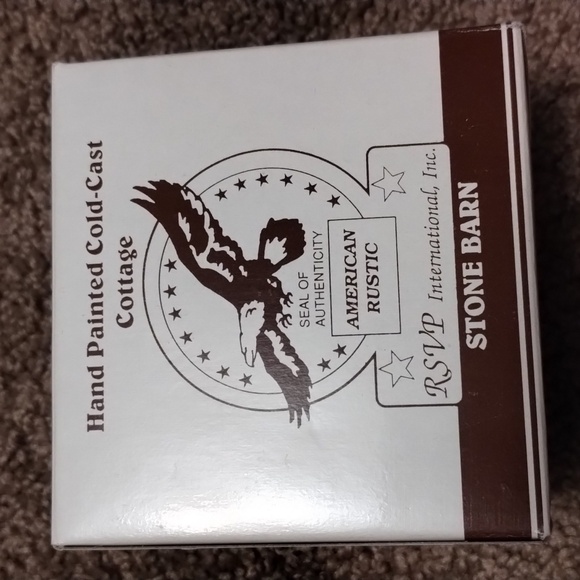 Hand Painted Cold-Cast
Cottage
SEAL OF
AUTHENTICITY
AMERICAN
RUSTIC
RSVP International, Inc.
STONE BARN